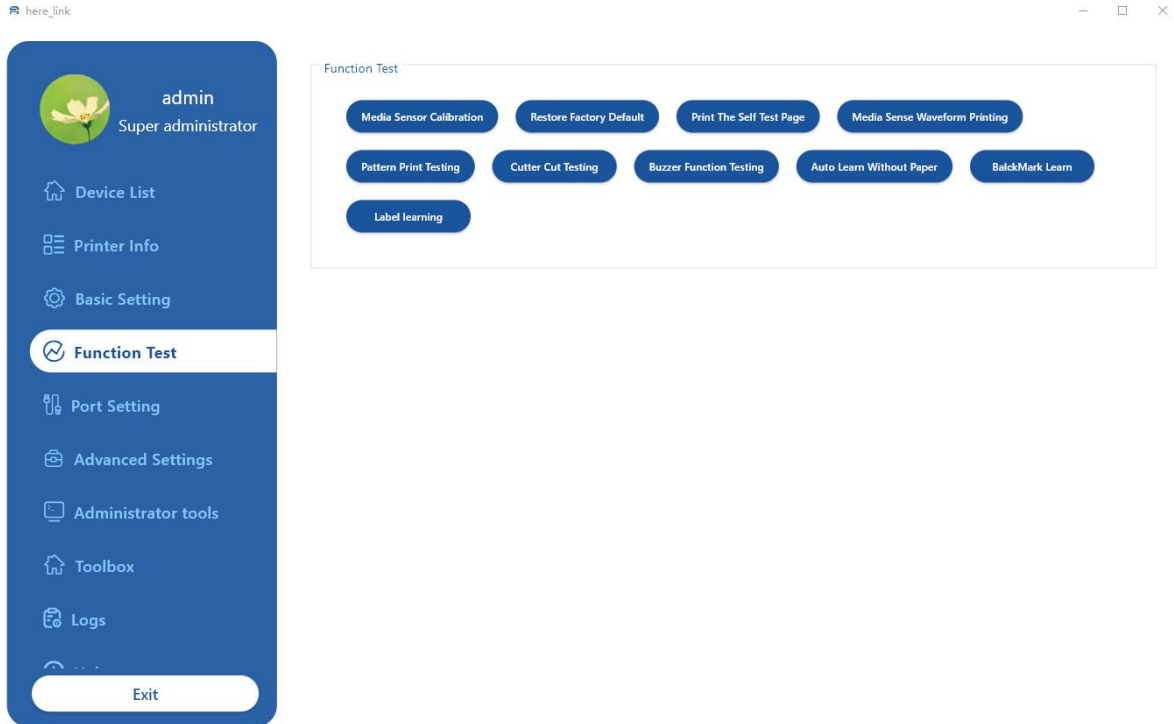 here_link
admin
Super administrator
Device List
Printer Info
Basic Setting
Function Test
Port Setting
Advanced Settings
Administrator tools
Toolbox
Logs
Exit
Function Test
Media Sensor Calibration
Restore Factory Default
Print The Self Test Page
Media Sense Waveform Printing
Pattern Print Testing
Cutter Cut Testing
Buzzer Function Testing
Auto Learn Without Paper
BalckMark Learn
Label learning